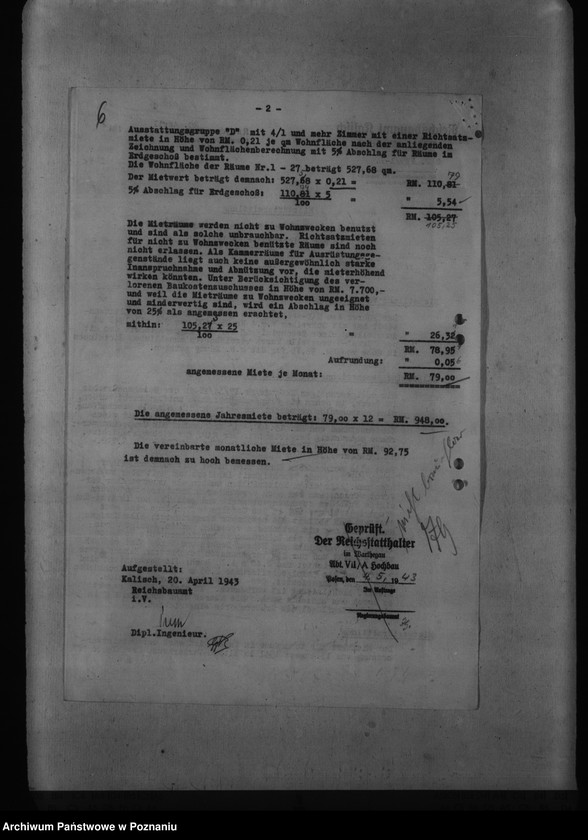 6
- 2 -
Ausstattungsgruppe "D" mit 4/1 und mehr Zimmer mit einer Richtsatz-
miete in Höhe von RM. 0,21 je qm Wohnfläche nach der anliegenden
Zeichnung und Wohnflächenberechnung mit 5% Abschlag für Räume im
Erdgeschoß bestimmt.
Die Wohnfläche der Räume Nr.1 - 27 beträgt 527,68 qm.
79
Der Mietwert beträgt demnach: 527,68 x 0,21 = RM. 110,81
5% Abschlag für Erdgeschoß: 110,81 x 5 " " 5,54
100
RM. 105,27
105,25
Die Mieträume werden nicht zu Wohnzwecken benutzt
und sind als solche unbrauchbar. Richtsatzmieten
für nicht zu Wohnzwecken benützte Räume sind noch
nicht erlassen. Als Kammerräume für Ausrüstungsge-
genstände liegt auch keine außergewöhnlich starke
Inanspruchnahme und Abnützung vor, die mieterhöhend
wirken könnten. Unter Berücksichtigung des ver-
lorenen Baukostenzuschusses in Höhe von RM. 7.700,-
und weil die Mieträume zu Wohnzwecken ungeeignet
und minderwertig sind, wird ein Abschlag in Höhe
von 25% als angemessen erachtet,
mithin: 105,27 x 25 " " 26,32
100
RM. 78,95
Aufrundung: " 0,05
angemessene Miete je Monat: RM. 79,00
Die angemessene Jahresmiete beträgt: 79,00 x 12 = RM. 948,00.
Die vereinbarte monatliche Miete in Höhe von RM. 92,75
ist demnach zu hoch bemessen.
Geprüft.
Der Reichsstatthalter
im Warthegau
Abt. VI, A Hochbau
Posen, den 4.5. 1943
Im Auftrage
Aufgestellt:
Kalisch, 20. April 1943
Reichsbauamt
i.V.
Dipl.Ingenieur.
Archiwum Państwowe w Poznaniu